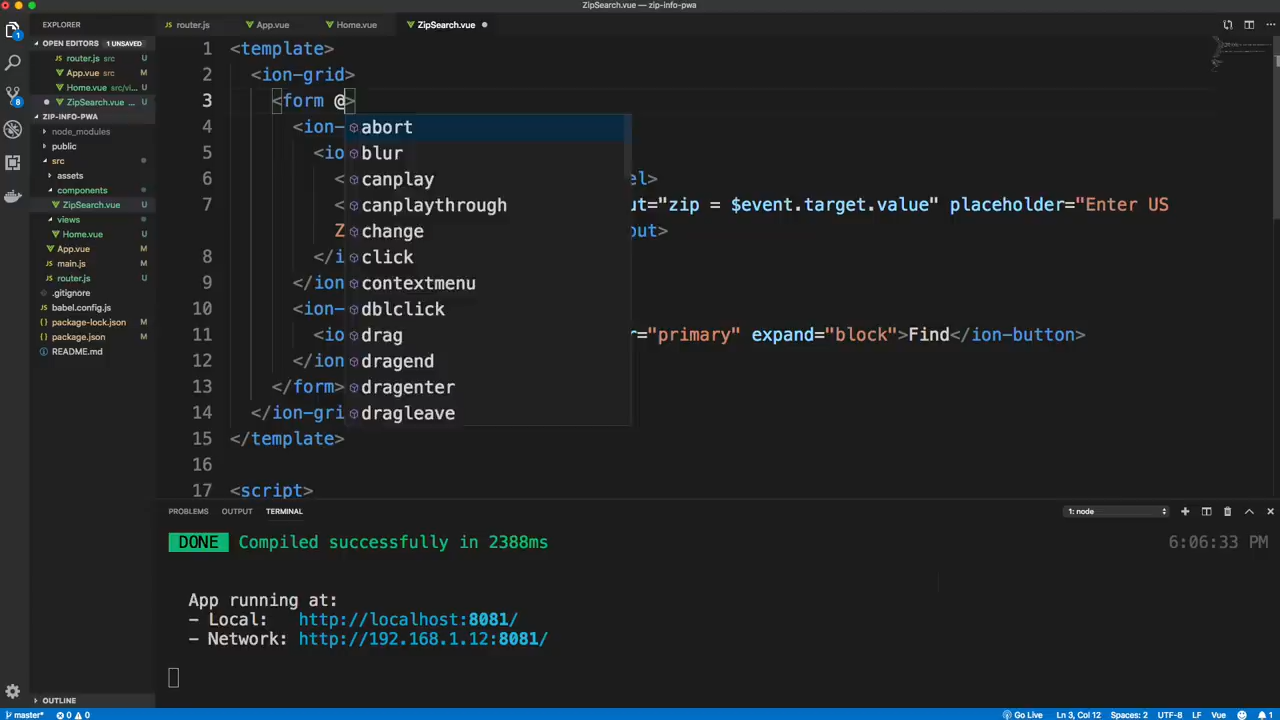 ZipSearch.vue — zip-info-pwa
EXPLORER
router.js
App.vue
Home.vue
ZipSearch.vue
OPEN EDITORS 1 UNSAVED
router.js src U
App.vue src M
Home.vue src/vi... U
ZipSearch.vue ... U
ZIP-INFO-PWA
node_modules
public
src
assets
components
ZipSearch.vue U
views
Home.vue U
App.vue M
main.js M
router.js U
.gitignore
babel.config.js
package-lock.json M
package.json M
README.md
OUTLINE
1 <template>
2 <ion-grid>
3 <form @>
4 <ion-
5 <io
6 < el>
7 < ut="zip = $event.target.value" placeholder="Enter US
Z out>
8 </i
9 </ion
10 <ion-
11 <io r="primary" expand="block">Find</ion-button>
12 </ion
13 </form>
14 </ion-gri
15 </template>
16
17 <script>
abort
blur
canplay
canplaythrough
change
click
contextmenu
dblclick
drag
dragend
dragenter
dragleave
PROBLEMS OUTPUT TERMINAL 1: node
DONE Compiled successfully in 2388ms 6:06:33 PM
App running at:
- Local: http://localhost:8081/
- Network: http://192.168.1.12:8081/
master* 0 0 Go Live Ln 3, Col 12 Spaces: 2 UTF-8 LF Vue 1
1
8